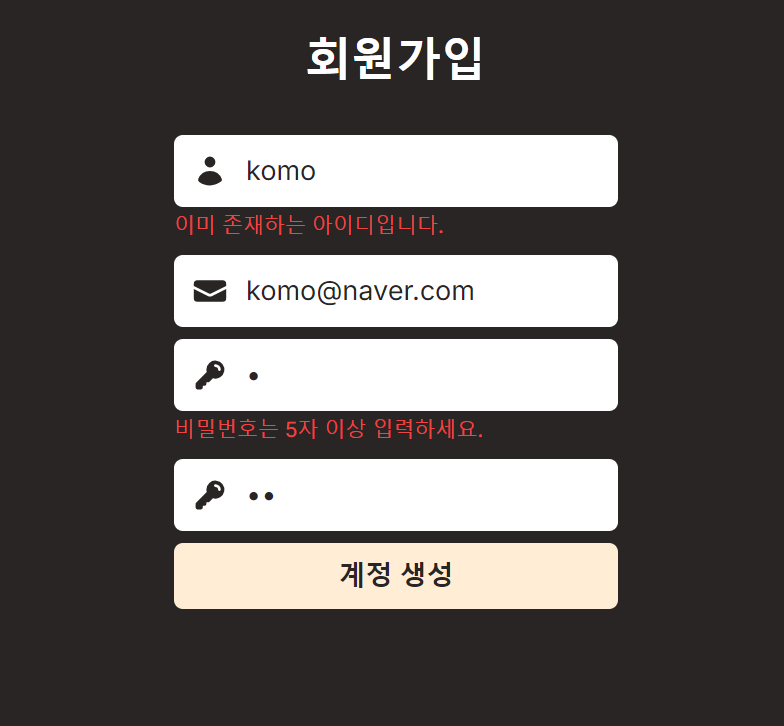 회원가입
komo
이미 존재하는 아이디입니다.
komo@naver.com
•
비밀번호는 5자 이상 입력하세요.
••
계정 생성